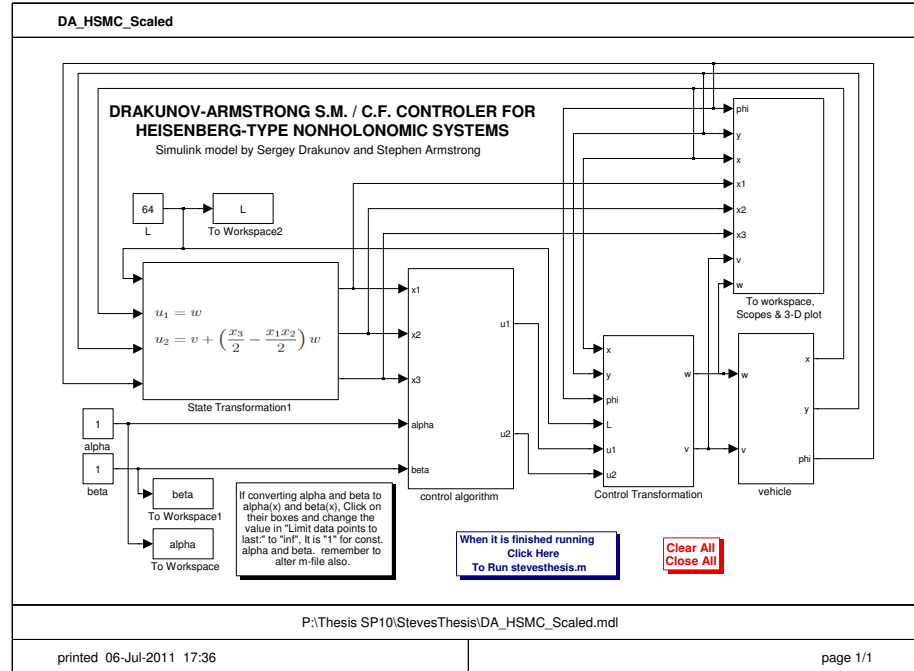 DA_HSMC_Scaled
DRAKUNOV-ARMSTRONG S.M. / C.F. CONTROLER FOR
HEISENBERG-TYPE NONHOLONOMIC SYSTEMS
Simulink model by Sergey Drakunov and Stephen Armstrong
64
L
L
To Workspace2
u₁ = w
u₂ = v + (x₃/2 − x₁x₂/2) w
State Transformation1
1
alpha
1
beta
beta
To Workspace1
alpha
To Workspace
x1
x2
x3
alpha
beta
u1
u2
control algorithm
If converting alpha and beta to
alpha(x) and beta(x), Click on
their boxes and change the
value in "Limit data points to
last:" to "inf", It is "1" for const.
alpha and beta. remember to
alter m-file also.
x
y
phi
L
u1
u2
w
v
Control Transformation
phi
y
x
x1
x2
x3
v
w
To workspace,
Scopes & 3-D plot
w
v
x
y
phi
vehicle
When it is finished running
Click Here
To Run stevesthesis.m
Clear All
Close All
P:\Thesis SP10\StevesThesis\DA_HSMC_Scaled.mdl
printed 06-Jul-2011 17:36
page 1/1